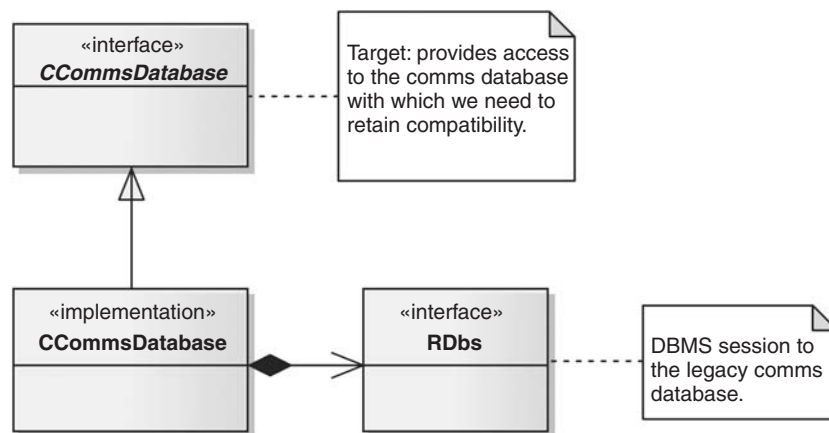 «interface»
CCommsDatabase
Target: provides access
to the comms database
with which we need to
retain compatibility.
«implementation»
CCommsDatabase
«interface»
RDbs
DBMS session to
the legacy comms
database.